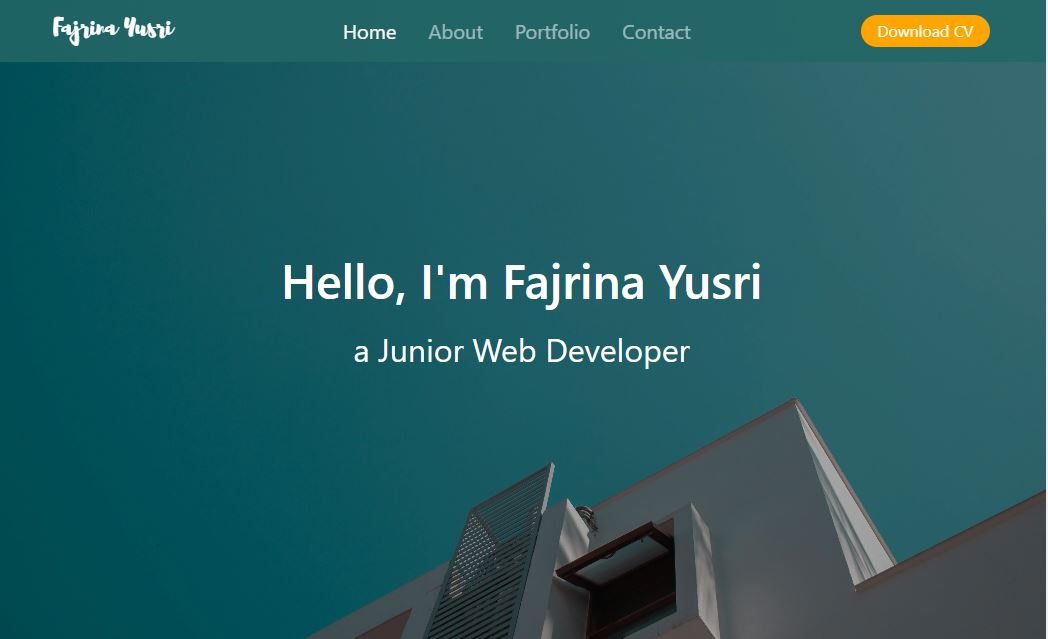 Fajrina Yusri
Home About Portfolio Contact
Download CV
Hello, I'm Fajrina Yusri
a Junior Web Developer